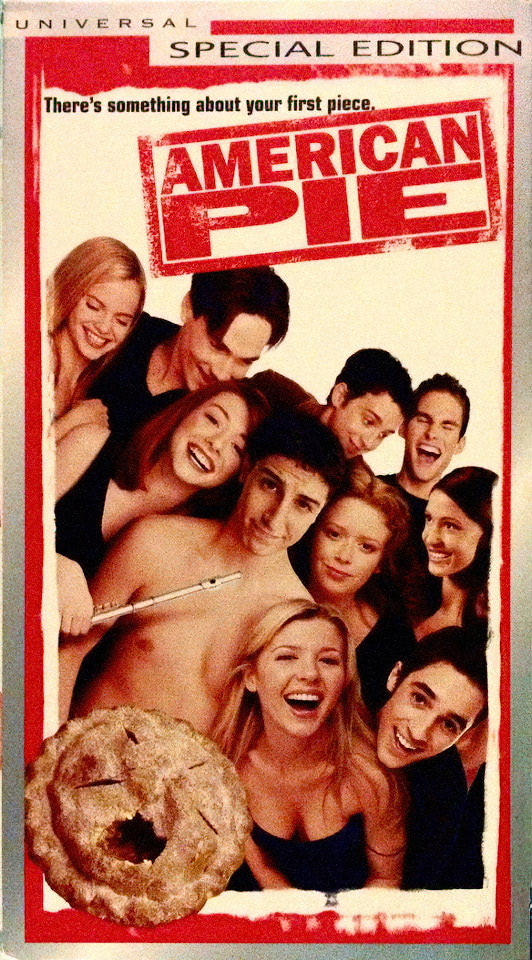 UNIVERSAL
SPECIAL EDITION
There's something about your first piece.
AMERICAN
PIE